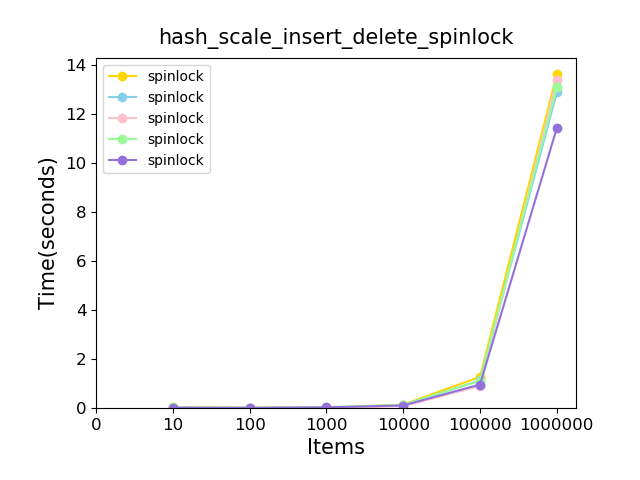 hash_scale_insert_delete_spinlock
14
12
10
8
6
4
2
0
Time(seconds)
spinlock
spinlock
spinlock
spinlock
spinlock
0 10 100 1000 10000 100000 1000000
Items